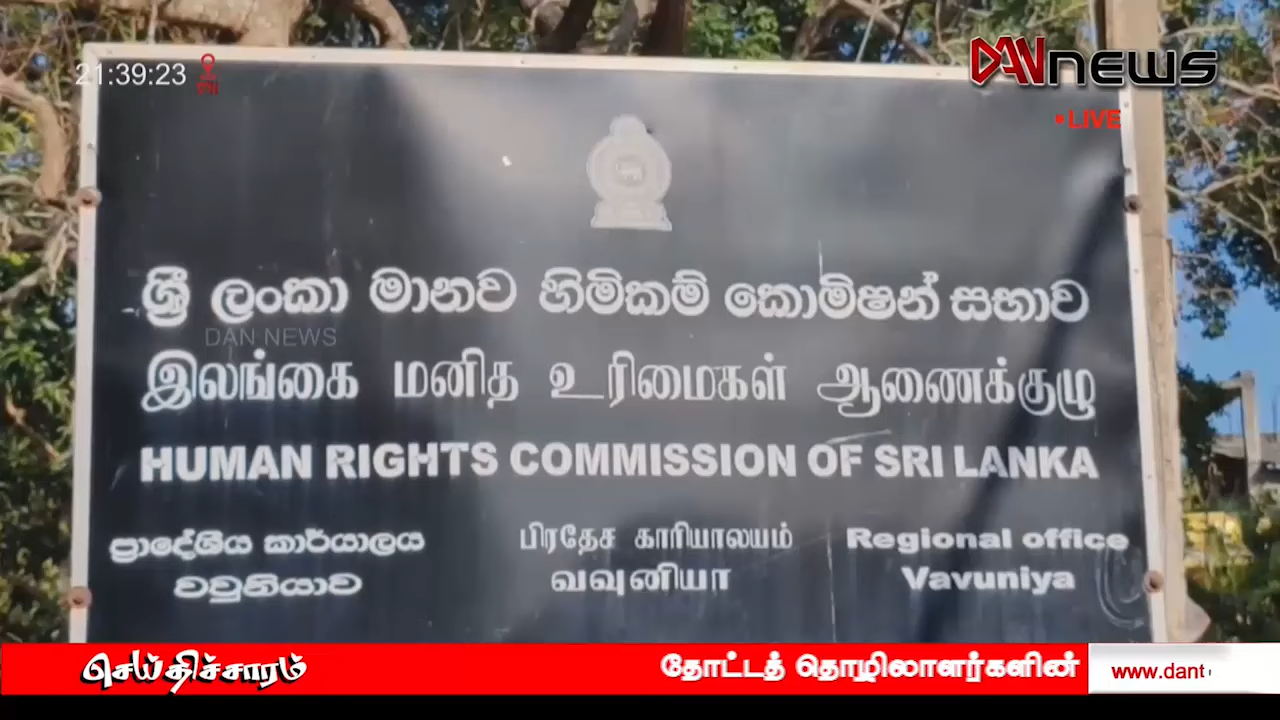 21:39:23
DAN news
LIVE
ශ්‍රී ලංකා මානව හිමිකම් කොමිෂන් සභාව
DAN NEWS
இலங்கை மனித உரிமைகள் ஆணைக்குழு
HUMAN RIGHTS COMMISSION OF SRI LANKA
ප්‍රාදේශීය කාර්යාලය
වවුනියාව
பிரதேச காரியாலயம்
வவுனியா
Regional office
Vavuniya
செய்திச்சாரம்
தோட்டத் தொழிலாளர்களின்
www.dant